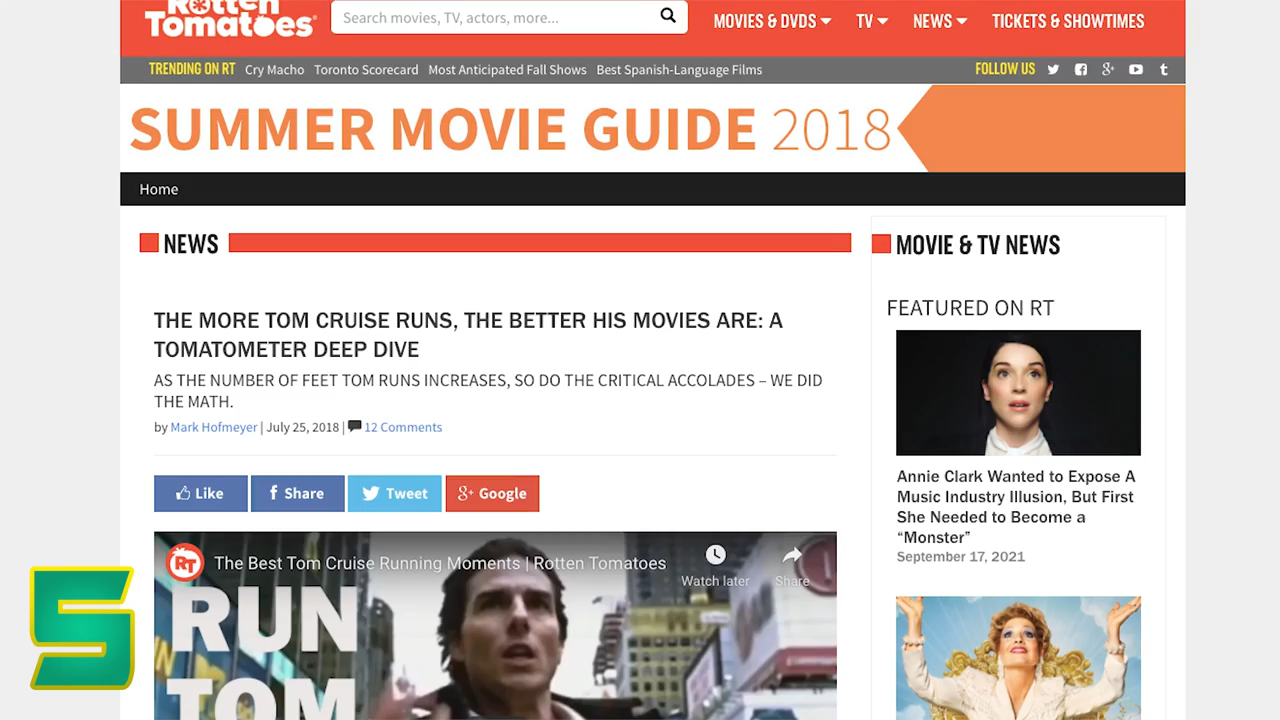 Rotten
Tomatoes
Search movies, TV, actors, more...
MOVIES & DVDS
TV
NEWS
TICKETS & SHOWTIMES
TRENDING ON RT
Cry Macho
Toronto Scorecard
Most Anticipated Fall Shows
Best Spanish-Language Films
FOLLOW US
SUMMER MOVIE GUIDE 2018
Home
NEWS
THE MORE TOM CRUISE RUNS, THE BETTER HIS MOVIES ARE: A
TOMATOMETER DEEP DIVE
AS THE NUMBER OF FEET TOM RUNS INCREASES, SO DO THE CRITICAL ACCOLADES – WE DID
THE MATH.
by Mark Hofmeyer | July 25, 2018 | 12 Comments
Like
Share
Tweet
Google
RT
The Best Tom Cruise Running Moments | Rotten Tomatoes
Watch later
Share
RUN
TOM
MOVIE & TV NEWS
FEATURED ON RT
Annie Clark Wanted to Expose A
Music Industry Illusion, But First
She Needed to Become a
“Monster”
September 17, 2021
5